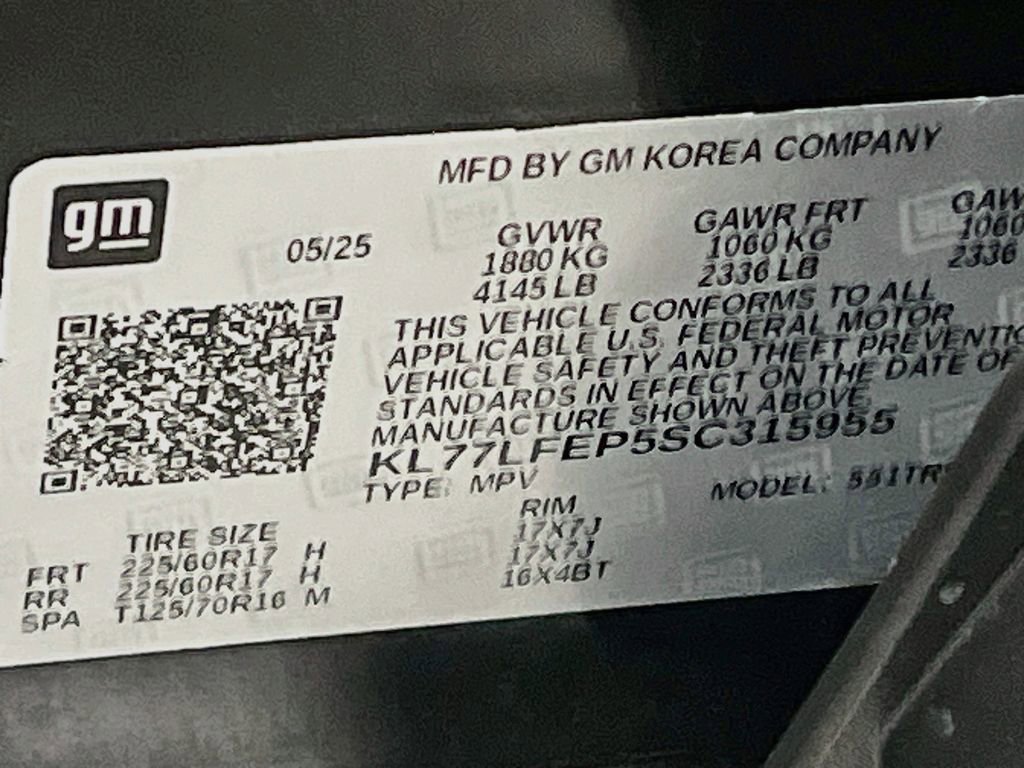 gm
MFD BY GM KOREA COMPANY
05/25
GVWR GAWR FRT
1880 KG 1060 KG 1060
4145 LB 2336 LB 2336
THIS VEHICLE CONFORMS TO ALL
APPLICABLE U.S. FEDERAL MOTOR
VEHICLE SAFETY AND THEFT
STANDARDS IN EFFECT ON THE DATE OF
MANUFACTURE SHOWN ABOVE.
KL77LFEP5SC315955
TYPE: MPV MODEL:
TIRE SIZE RIM
FRT 225/60R17 H 17X7J
RR 225/60R17 H 17X7J
SPA T125/70R16 M 16X4BT